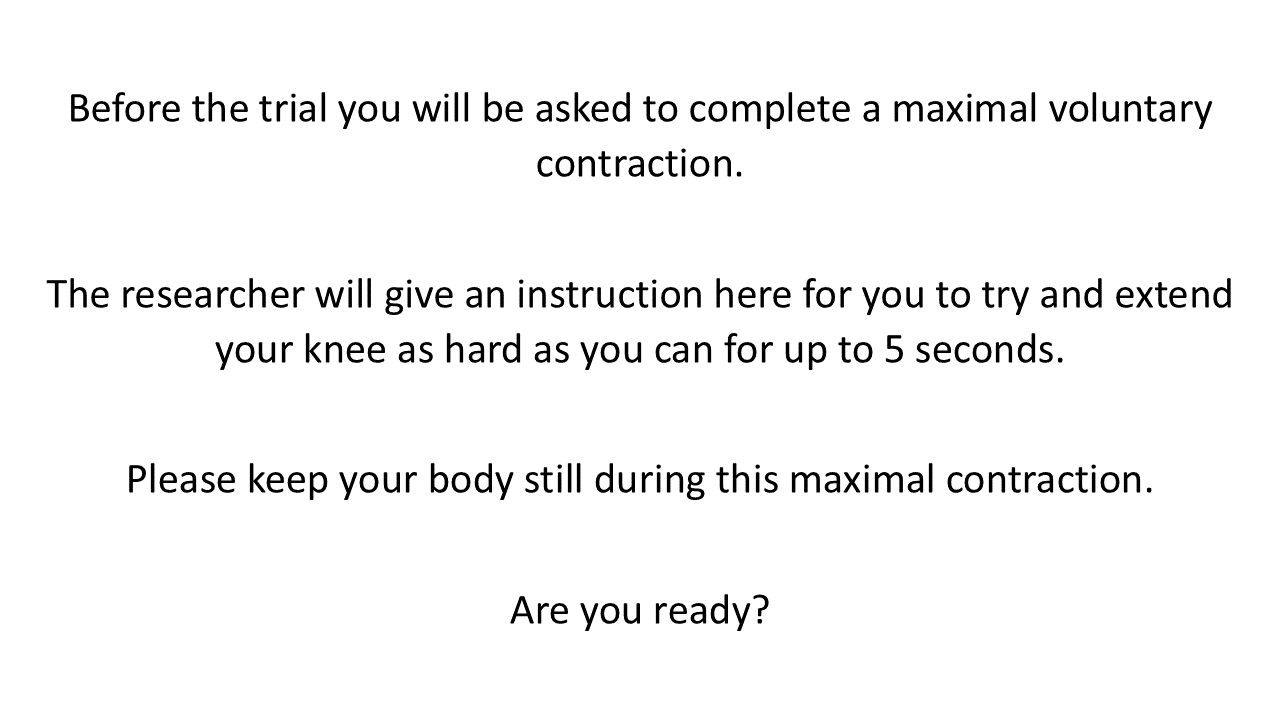 Before the trial you will be asked to complete a maximal voluntary
contraction.
The researcher will give an instruction here for you to try and extend
your knee as hard as you can for up to 5 seconds.
Please keep your body still during this maximal contraction.
Are you ready?